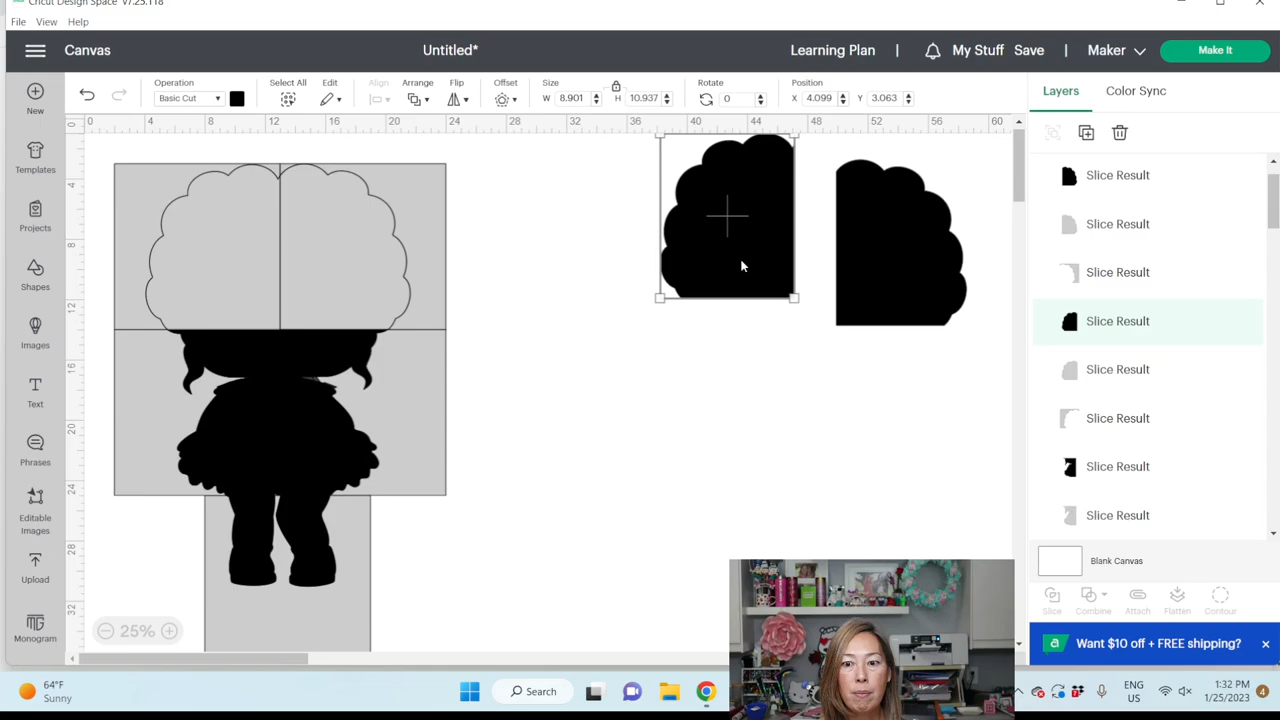 Cricut Design Space v7.25.118
File View Help
Canvas
Untitled*
Learning Plan | My Stuff Save | Maker Make It
Operation Select All Edit Align Arrange Flip Offset Size Rotate Position
Basic Cut W 8.901 H 10.937 0 X 4.099 Y 3.063
0 4 8 12 16 20 24 28 32 36 40 44 48 52 56 60
0
4
8
12
16
20
24
28
32
New
Templates
Projects
Shapes
Images
Text
Phrases
Editable
Images
Upload
Monogram
25%
Layers Color Sync
Slice Result
Slice Result
Slice Result
Slice Result
Slice Result
Slice Result
Slice Result
Slice Result
Blank Canvas
Slice Combine Attach Flatten Contour
a Want $10 off + FREE shipping?
64°F
Sunny
Search
ENG
US
1:32 PM
1/25/2023
4